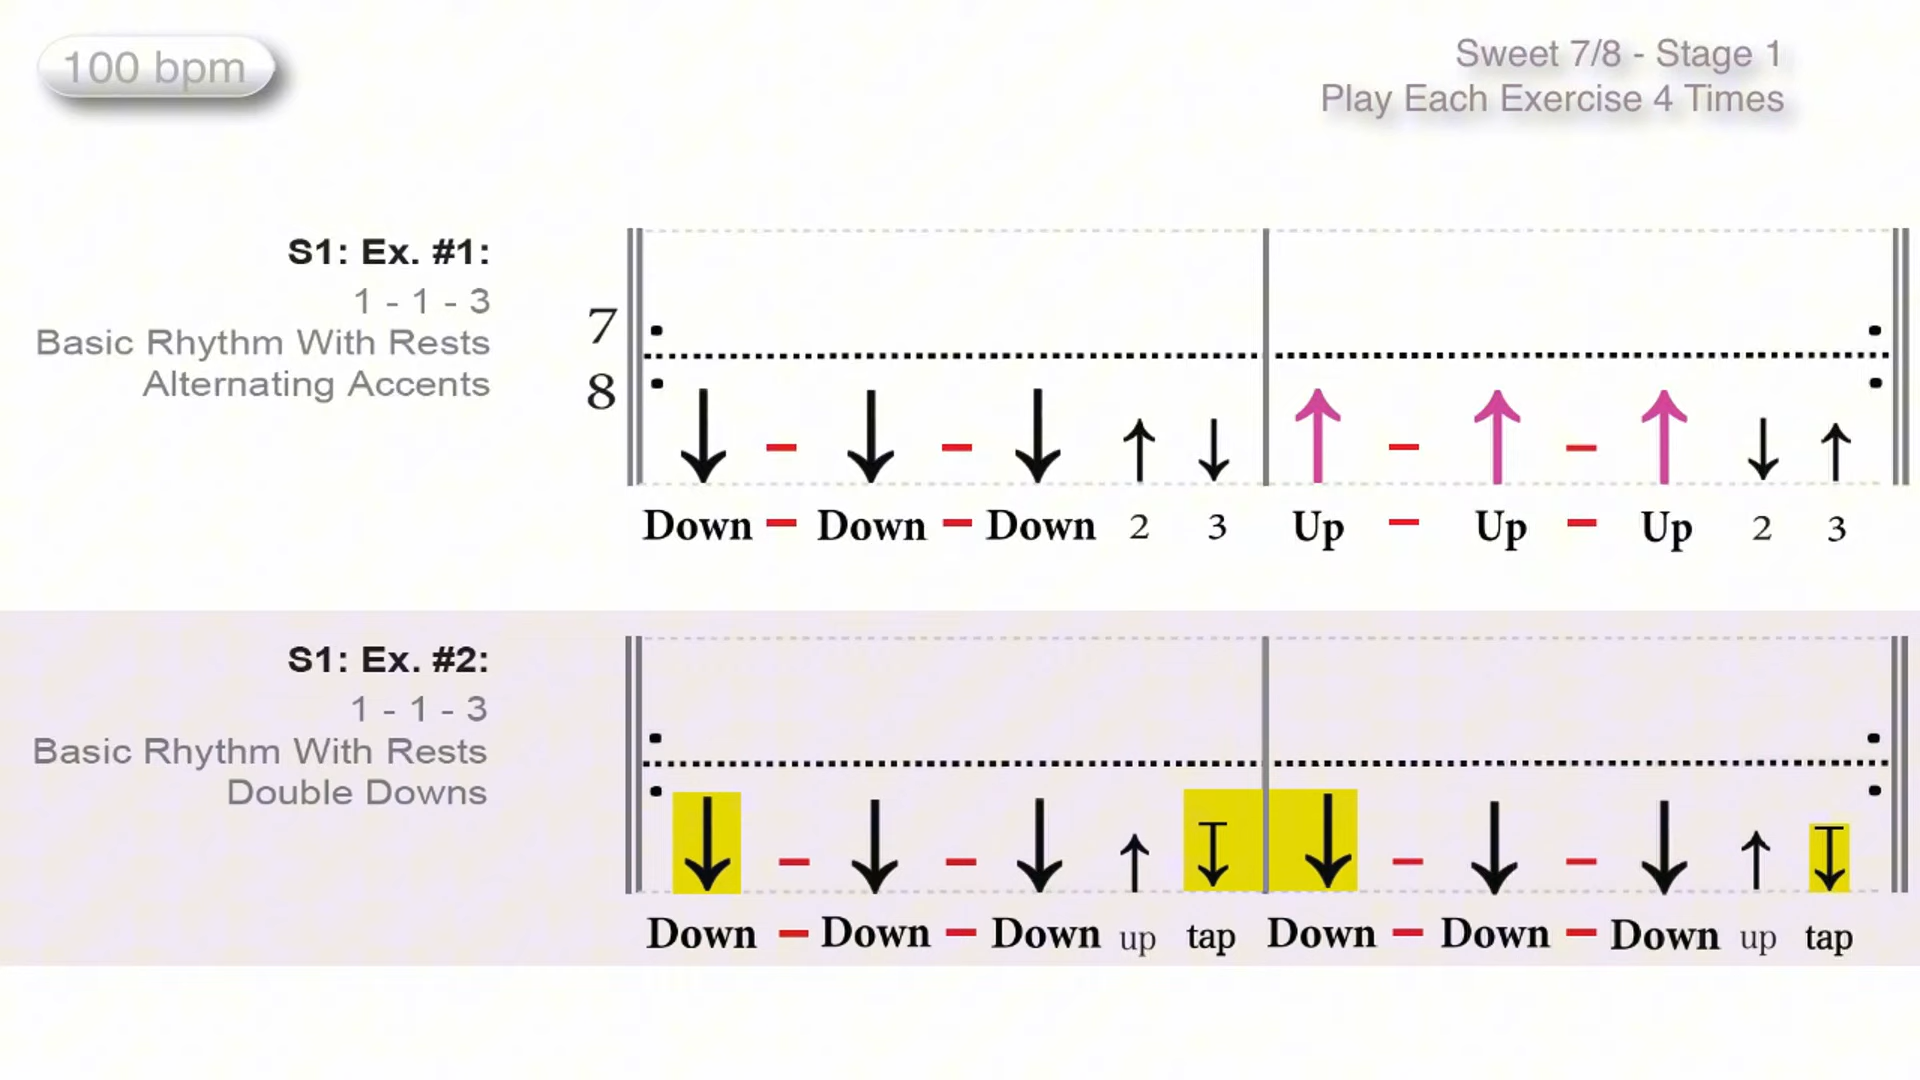 100 bpm
Sweet 7/8 - Stage 1
Play Each Exercise 4 Times
S1: Ex. #1:
1 - 1 - 3
Basic Rhythm With Rests
Alternating Accents
7
8
Down - Down - Down 2 3 Up - Up - Up 2 3
S1: Ex. #2:
1 - 1 - 3
Basic Rhythm With Rests
Double Downs
Down - Down - Down up tap Down - Down - Down up tap